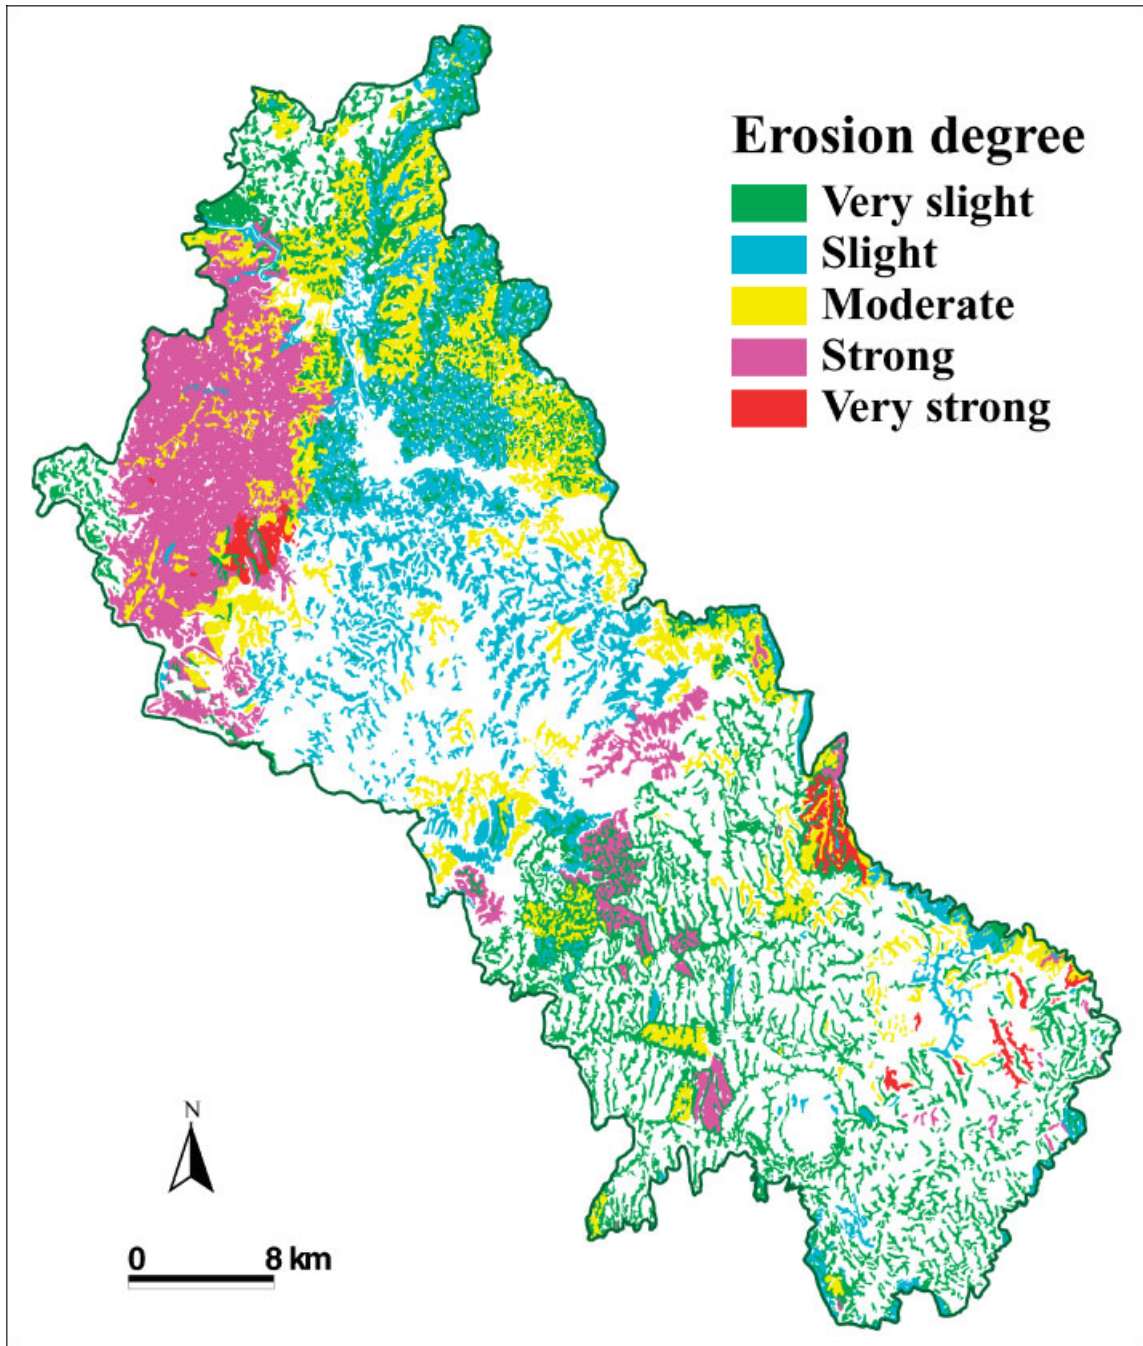 Erosion degree
Very slight
Slight
Moderate
Strong
Very strong
N
0 8 km